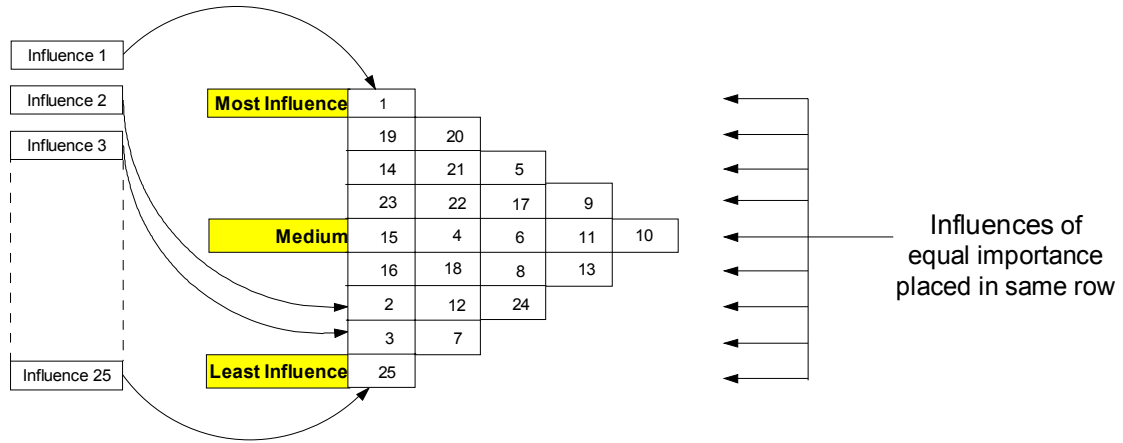 Influence 1
Influence 2
Influence 3
Influence 25
Most Influence 1
19 20
14 21 5
23 22 17 9
Medium 15 4 6 11 10
16 18 8 13
2 12 24
3 7
Least Influence 25
Influences of
equal importance
placed in same row